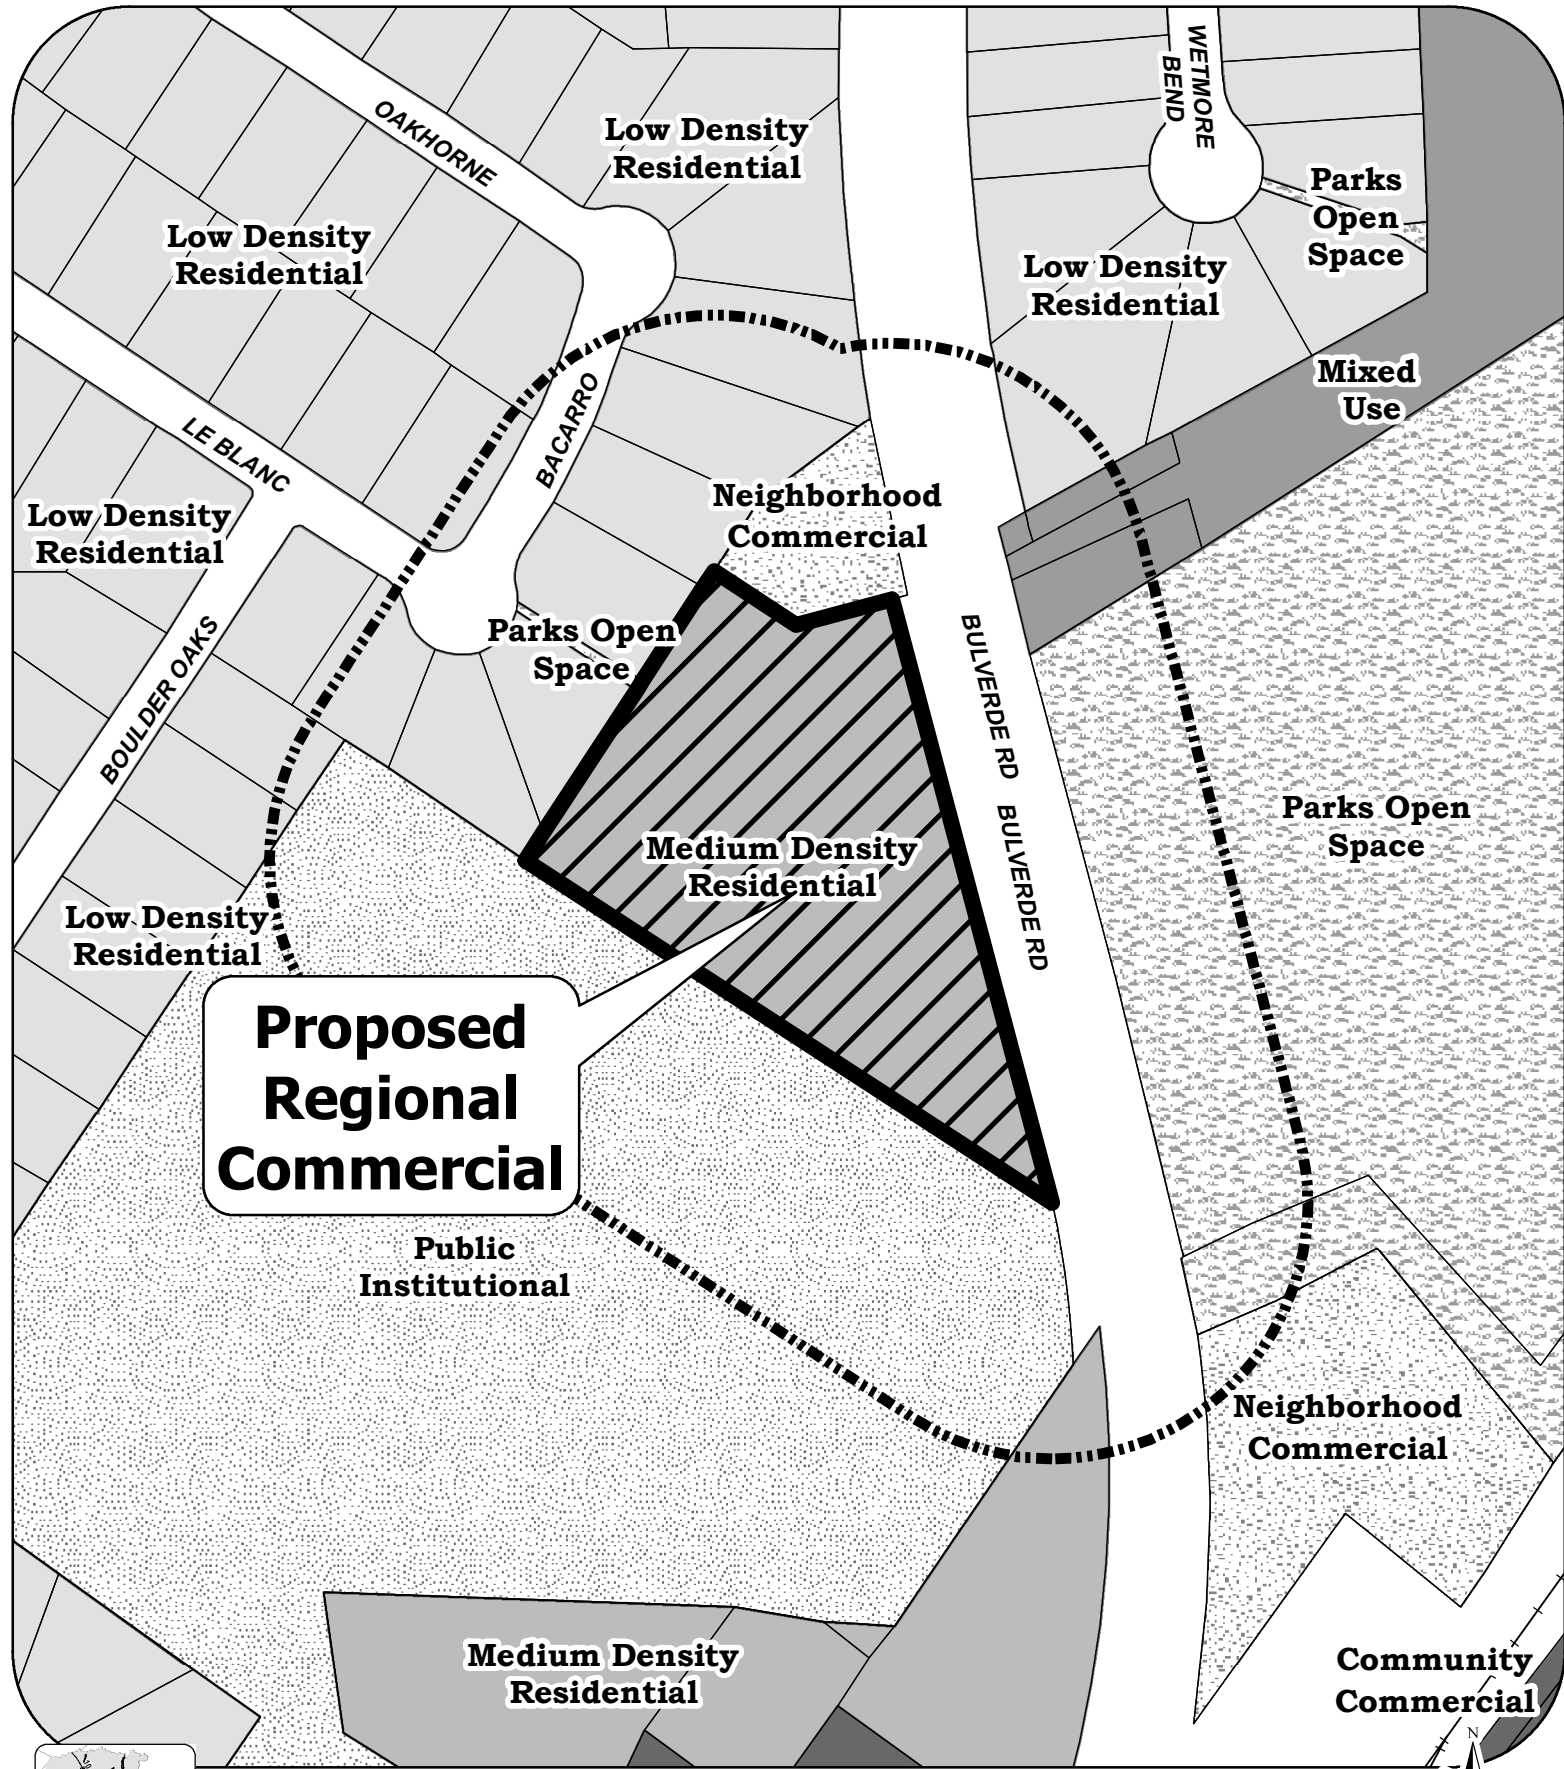 WETMORE
BEND
OAKHORNE
Low Density
Residential
Parks
Open
Space
Low Density
Residential
Low Density
Residential
Mixed
Use
BACARRO
LE BLANC
Neighborhood
Commercial
Low Density
Residential
BOULDER OAKS
Parks Open
Space
BULVERDE RD
BULVERDE RD
Parks Open
Space
Medium Density
Residential
Low Density
Residential
Proposed
Regional
Commercial
Public
Institutional
Neighborhood
Commercial
Medium Density
Residential
Community
Commercial
N